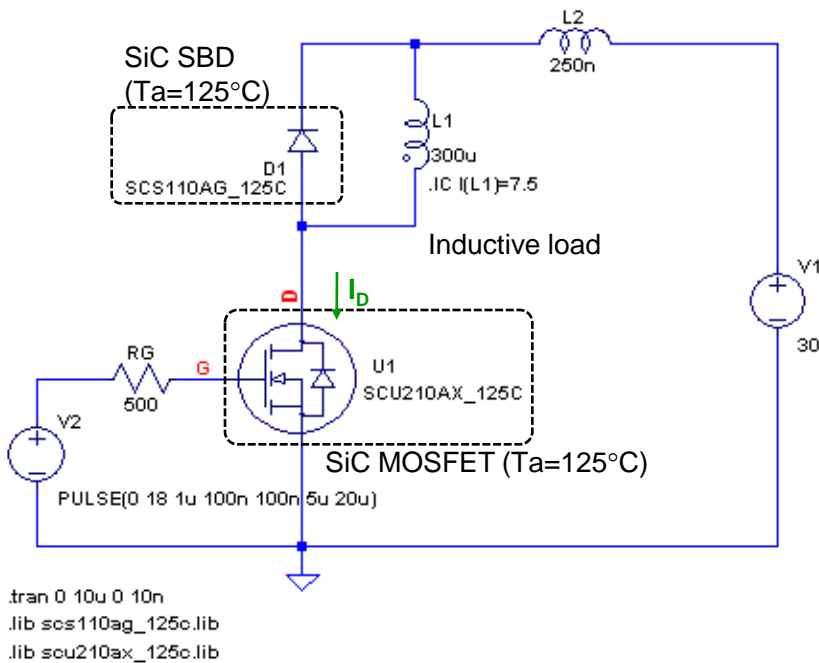 L2
250n
SiC SBD
(Ta=125°C)
D1
SCS110AG_125C
L1
300u
.IC I(L1)=7.5
Inductive load
V1
30
D
I_D
RG
500
G
U1
SCU210AX_125C
V2
SiC MOSFET (Ta=125°C)
PULSE(0 18 1u 100n 100n 5u 20u)
.tran 0 10u 0 10n
.lib scs110ag_125c.lib
.lib scu210ax_125c.lib